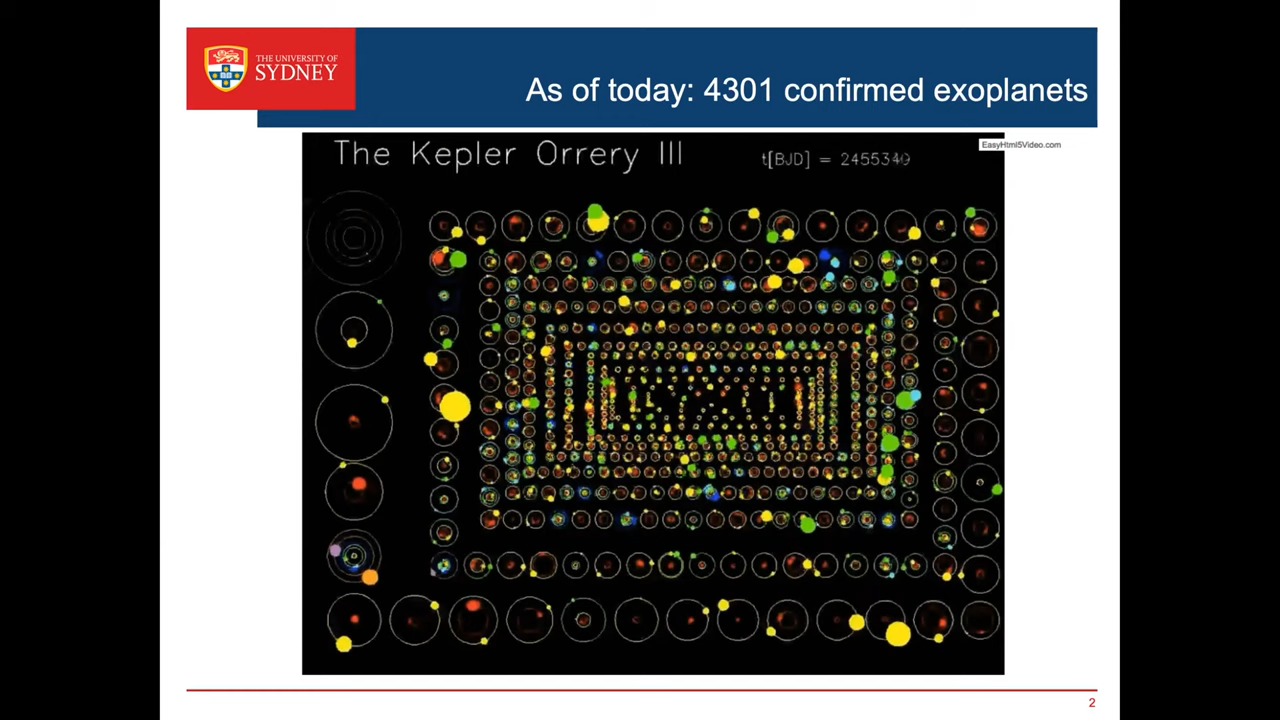 THE UNIVERSITY OF
SYDNEY
As of today: 4301 confirmed exoplanets
The Kepler Orrery III
t[BJD] = 2455340
EasyHtml5Video.com
2